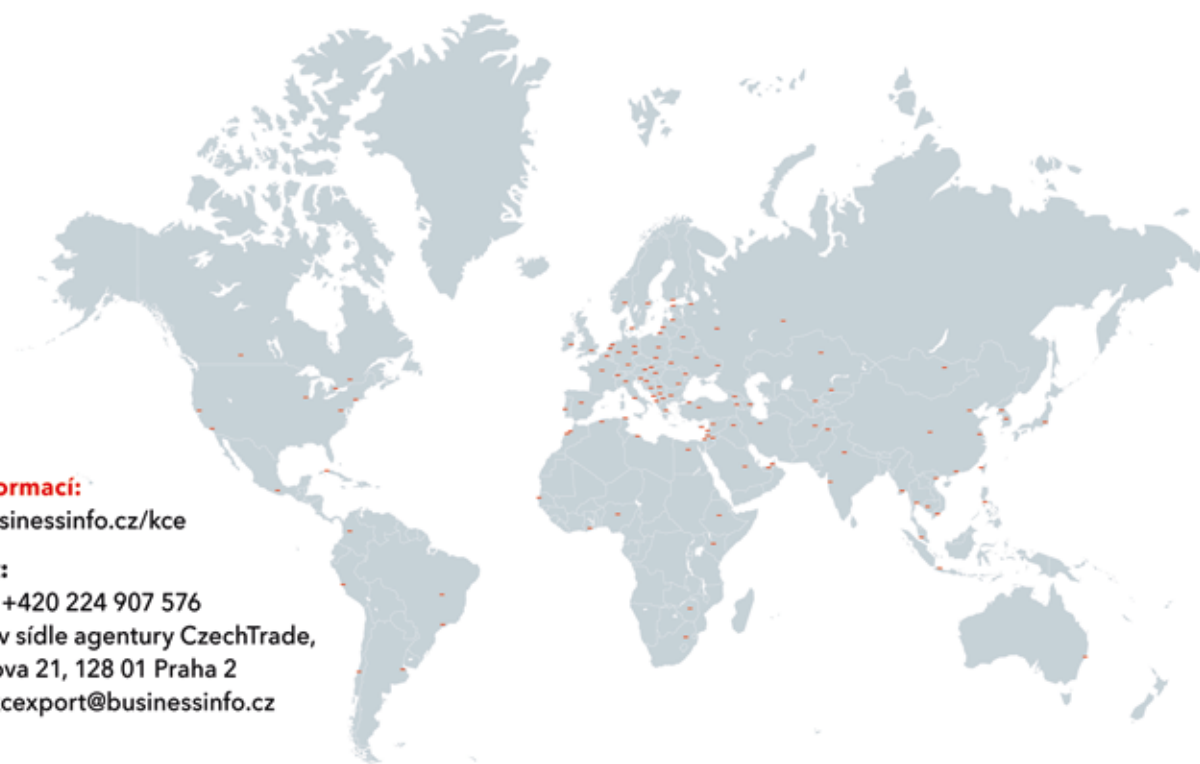 ormací:
sinessinfo.cz/kce
:
+420 224 907 576
v sídle agentury CzechTrade,
ova 21, 128 01 Praha 2
cexport@businessinfo.cz